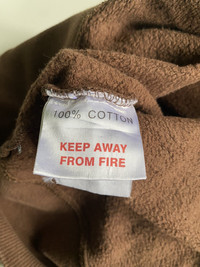 100% COTTON
KEEP AWAY
FROM FIRE